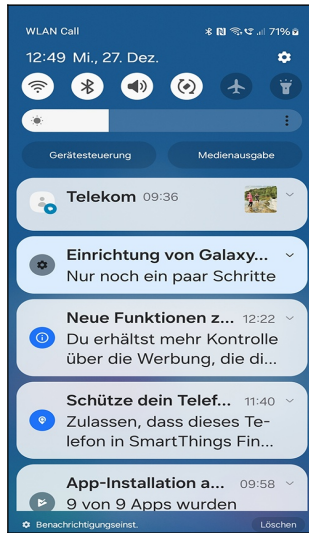 WLAN Call 71%
12:49 Mi., 27. Dez.
Gerätesteuerung Medienausgabe
Telekom 09:36
Einrichtung von Galaxy...
Nur noch ein paar Schritte
Neue Funktionen z... 12:22
Du erhältst mehr Kontrolle
über die Werbung, die di...
Schütze dein Telef... 11:40
Zulassen, dass dieses Te-
lefon in SmartThings Fin...
App-Installation a... 09:58
9 von 9 Apps wurden
Benachrichtigungseinst. Löschen